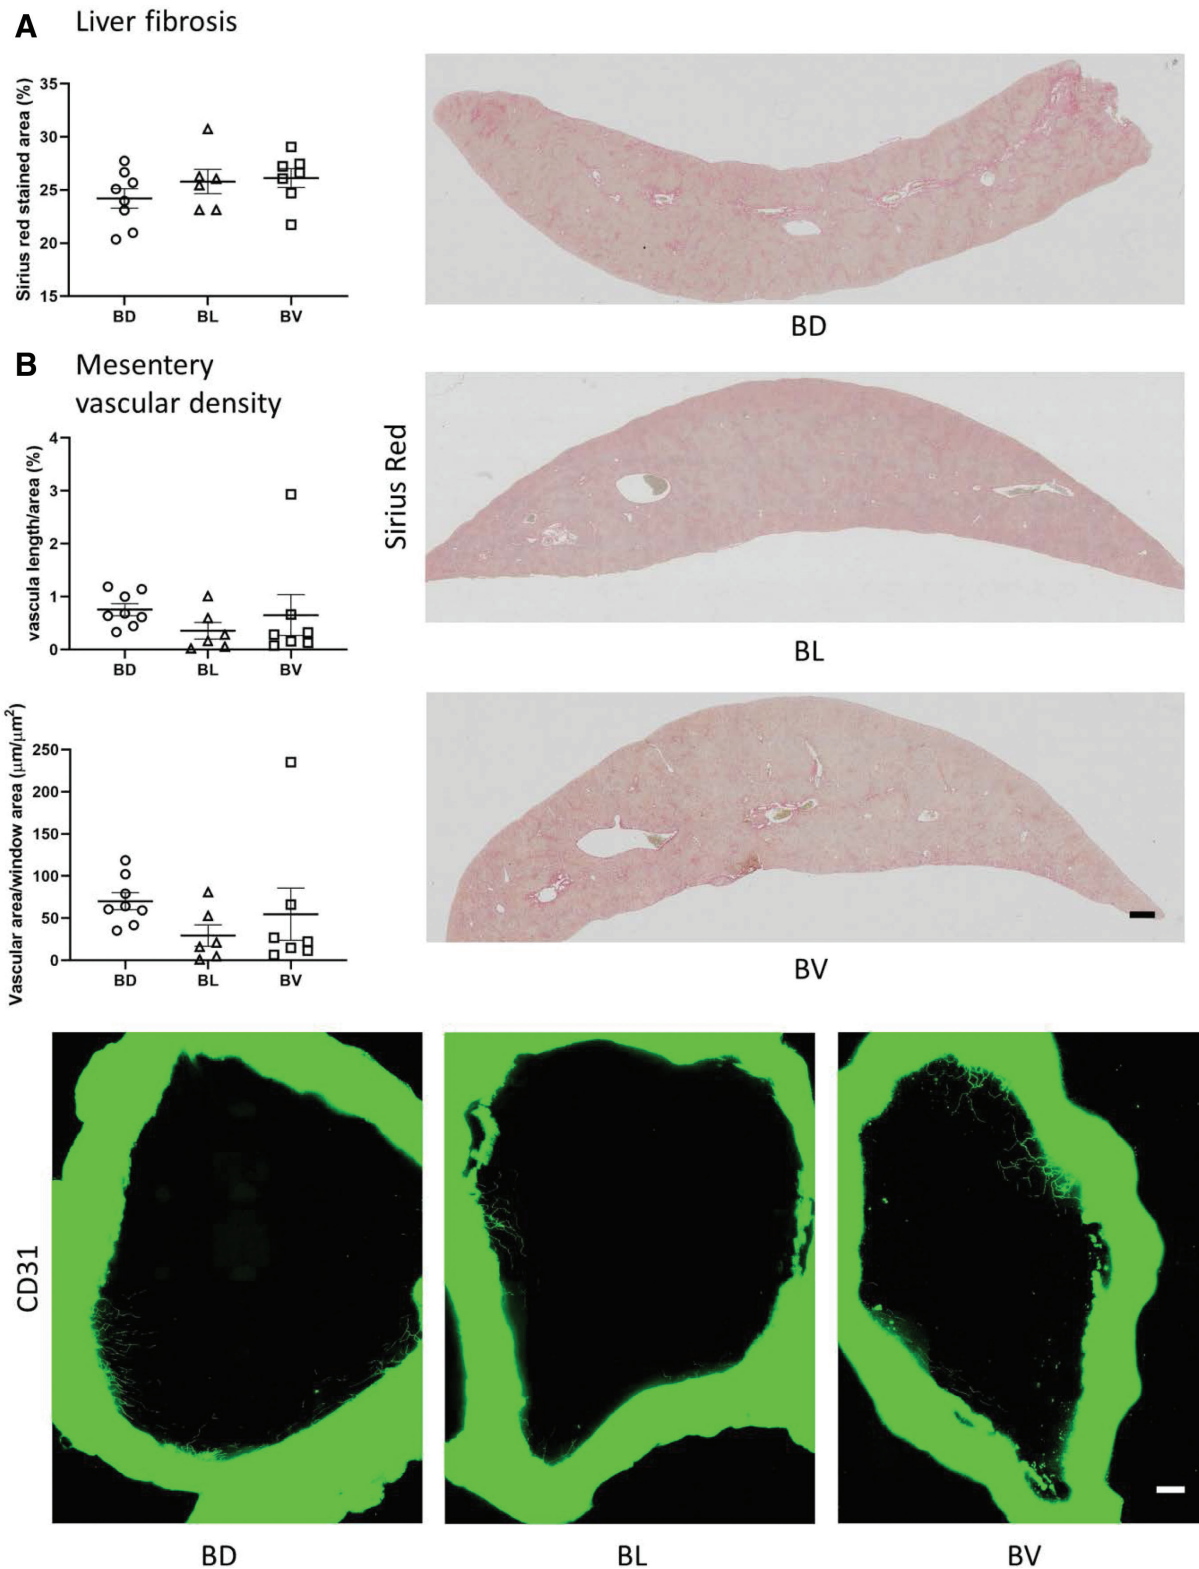 A Liver fibrosis
Sirius red stained area (%)
35
30
25
20
15
BD BL BV
BD
B Mesentery
vascular density
vascula length/area (%)
4
3
2
1
0
BD BL BV
Sirius Red
BL
Vascular area/window area (μm/μm²)
250
200
150
100
50
0
BD BL BV
BV
CD31
BD BL BV